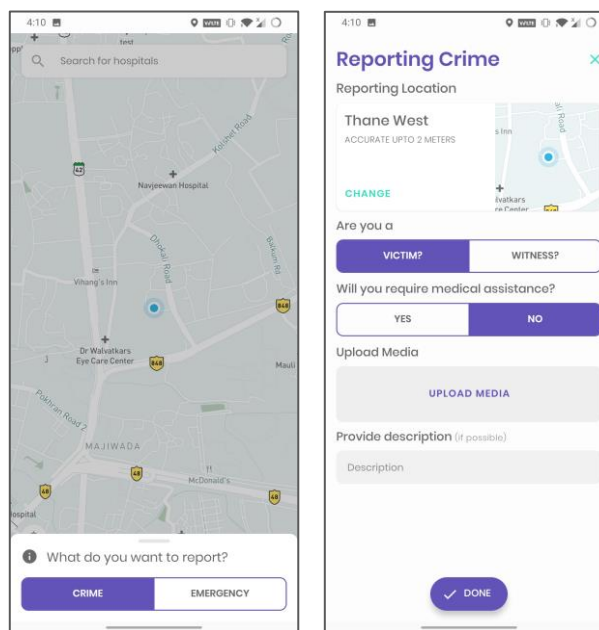 4:10
Search for hospitals
Kolshet Road
42
Navjeewan Hospital
Dhokali Road
Balkum Rd
Vihang's Inn
848
Dr Walvatkars
Eye Care Center
848
Mauli
J
Pokhran Road 2
MAJIWADA
48
McDonald's
48
48
ospital
What do you want to report?
CRIME
EMERGENCY
4:10
Reporting Crime
Reporting Location
Thane West
ACCURATE UPTO 2 METERS
CHANGE
s Inn
ali Road
lvatkars
re Center
Are you a
VICTIM?
WITNESS?
Will you require medical assistance?
YES
NO
Upload Media
UPLOAD MEDIA
Provide description (if possible)
Description
DONE